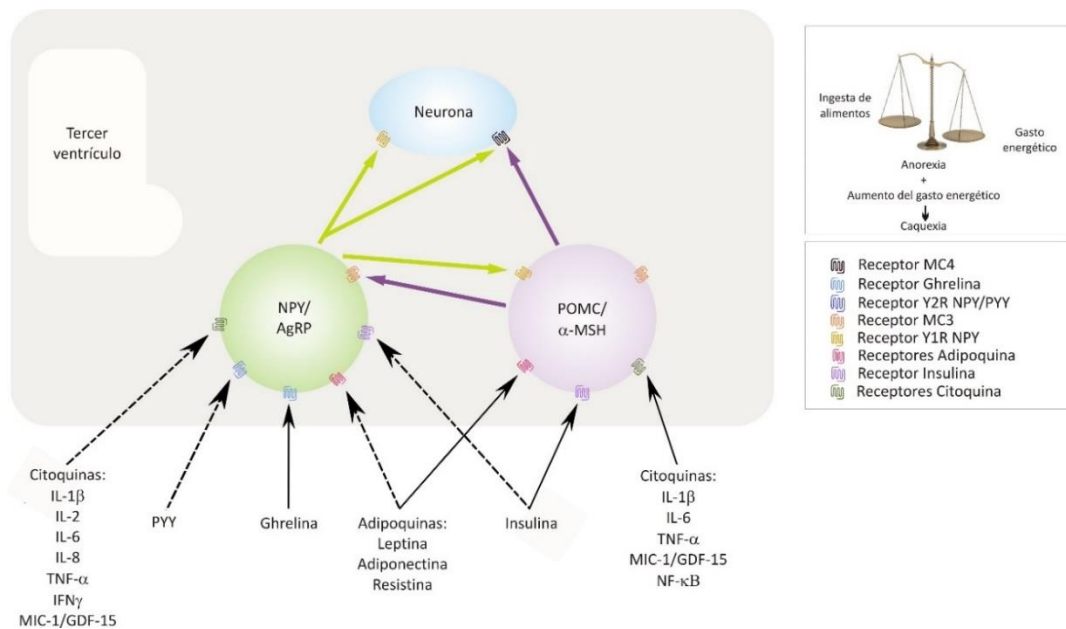 Tercer
ventrículo
Neurona
NPY/
AgRP
POMC/
α-MSH
Citoquinas:
IL-1β
IL-2
IL-6
IL-8
TNF-α
IFNγ
MIC-1/GDF-15
PYY
Ghrelina
Adipoquinas:
Leptina
Adiponectina
Resistina
Insulina
Citoquinas:
IL-1β
IL-6
TNF-α
MIC-1/GDF-15
NF-κB
Ingesta de
alimentos
Gasto
energético
Anorexia
+
Aumento del gasto energético
Caquexia
Receptor MC4
Receptor Ghrelina
Receptor Y2R NPY/PYY
Receptor MC3
Receptor Y1R NPY
Receptores Adipoquina
Receptor Insulina
Receptores Citoquina